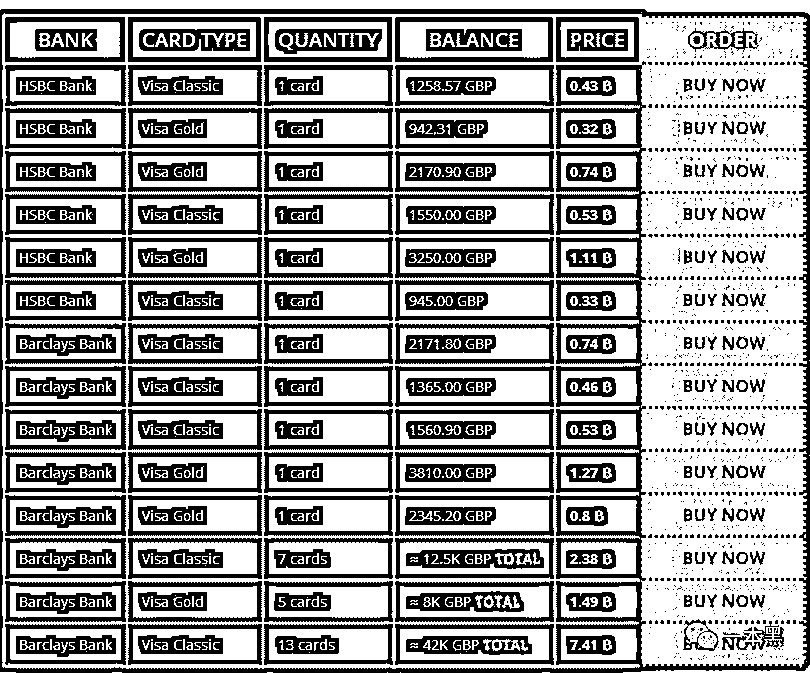 BANK CARD TYPE QUANTITY BALANCE PRICE ORDER
HSBC Bank Visa Classic 1 card 1258.57 GBP 0.43 ฿ BUY NOW
HSBC Bank Visa Gold 1 card 942.31 GBP 0.32 ฿ BUY NOW
HSBC Bank Visa Gold 1 card 2170.90 GBP 0.74 ฿ BUY NOW
HSBC Bank Visa Classic 1 card 1550.00 GBP 0.53 ฿ BUY NOW
HSBC Bank Visa Gold 1 card 3250.00 GBP 1.11 ฿ BUY NOW
HSBC Bank Visa Classic 1 card 945.00 GBP 0.33 ฿ BUY NOW
Barclays Bank Visa Classic 1 card 2171.80 GBP 0.74 ฿ BUY NOW
Barclays Bank Visa Classic 1 card 1365.00 GBP 0.46 ฿ BUY NOW
Barclays Bank Visa Classic 1 card 1560.90 GBP 0.53 ฿ BUY NOW
Barclays Bank Visa Gold 1 card 3810.00 GBP 1.27 ฿ BUY NOW
Barclays Bank Visa Gold 1 card 2345.20 GBP 0.8 ฿ BUY NOW
Barclays Bank Visa Classic 7 cards ≈ 12.5K GBP TOTAL 2.38 ฿ BUY NOW
Barclays Bank Visa Gold 5 cards ≈ 8K GBP TOTAL 1.49 ฿ BUY NOW
Barclays Bank Visa Classic 13 cards ≈ 42K GBP TOTAL 7.41 ฿ BUY NOW
一本黑